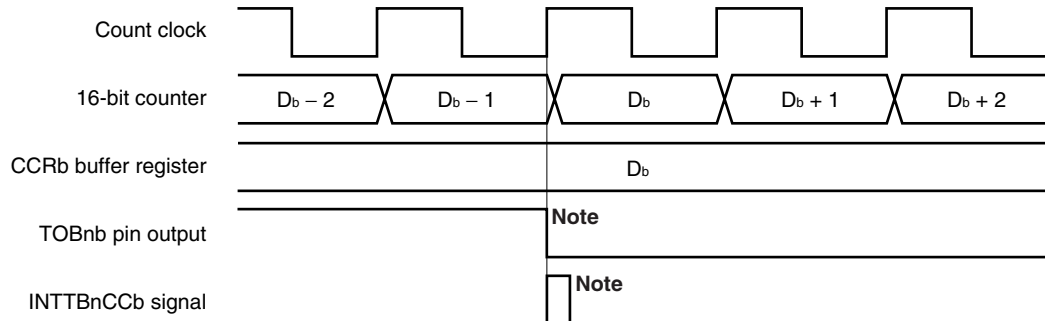 Count clock
16-bit counter
Db − 2
Db − 1
Db
Db + 1
Db + 2
CCRb buffer register
Db
TOBnb pin output
Note
INTTBnCCb signal
Note